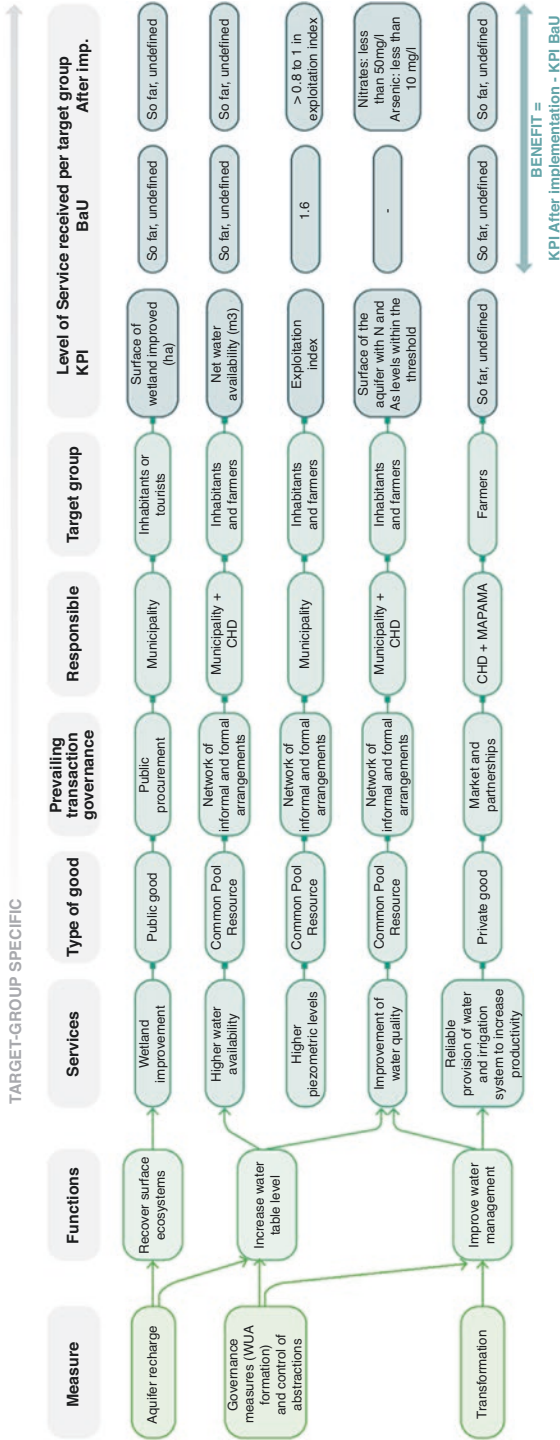 TARGET-GROUP SPECIFIC
Measure
Functions
Services
Type of good
Prevailing
transaction
governance
Responsible
Target group
Level of Service received per target group
KPI
BaU
After imp.
Aquifer recharge
Recover surface
ecosystems
Wetland
improvement
Public good
Public
procurement
Municipality
Inhabitants or
tourists
Surface of
wetland improved
(ha)
So far, undefined
So far, undefined
Governance
measures (WUA
formation)
and control of
abstractions
Increase water
table level
Higher water
availability
Common Pool
Resource
Network of
informal and formal
arrangements
Municipality +
CHD
Inhabitants
and farmers
Net water
availability (m3)
So far, undefined
So far, undefined
Higher
piezometric levels
Common Pool
Resource
Network of
informal and formal
arrangements
Municipality
Inhabitants
and farmers
Exploitation
index
1.6
> 0.8 to 1 in
exploitation index
Improvement of
water quality
Common Pool
Resource
Network of
informal and formal
arrangements
Municipality +
CHD
Inhabitants
and farmers
Surface of the
aquifer with N and
As levels within the
threshold
-
Nitrates: less
than 50mg/l
Arsenic: less than
10 mg/l
Transformation
Improve water
management
Reliable
provision of water
and irrigation
system to increase
productivity
Private good
Market and
partnerships
CHD + MAPAMA
Farmers
So far, undefined
So far, undefined
So far, undefined
BENEFIT =
KPI After implementation - KPI BaU